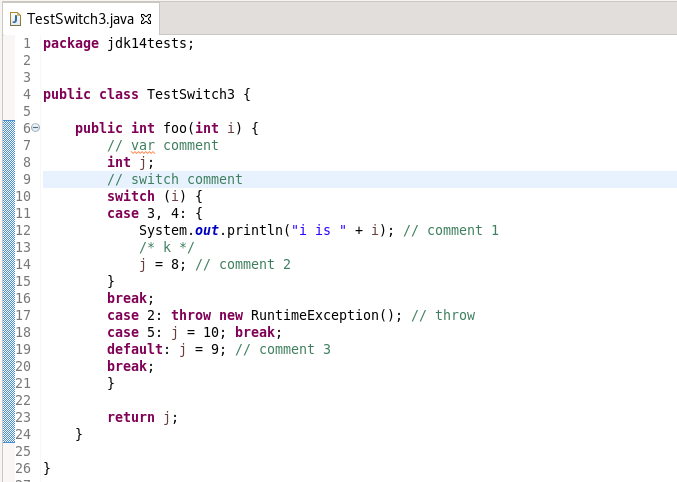 TestSwitch3.java
1 package jdk14tests;
2
3
4 public class TestSwitch3 {
5
6     public int foo(int i) {
7         // var comment
8         int j;
9         // switch comment
10         switch (i) {
11         case 3, 4: {
12             System.out.println("i is " + i); // comment 1
13             /* k */
14             j = 8; // comment 2
15         }
16         break;
17         case 2: throw new RuntimeException(); // throw
18         case 5: j = 10; break;
19         default: j = 9; // comment 3
20         break;
21         }
22
23         return j;
24     }
25
26 }
27